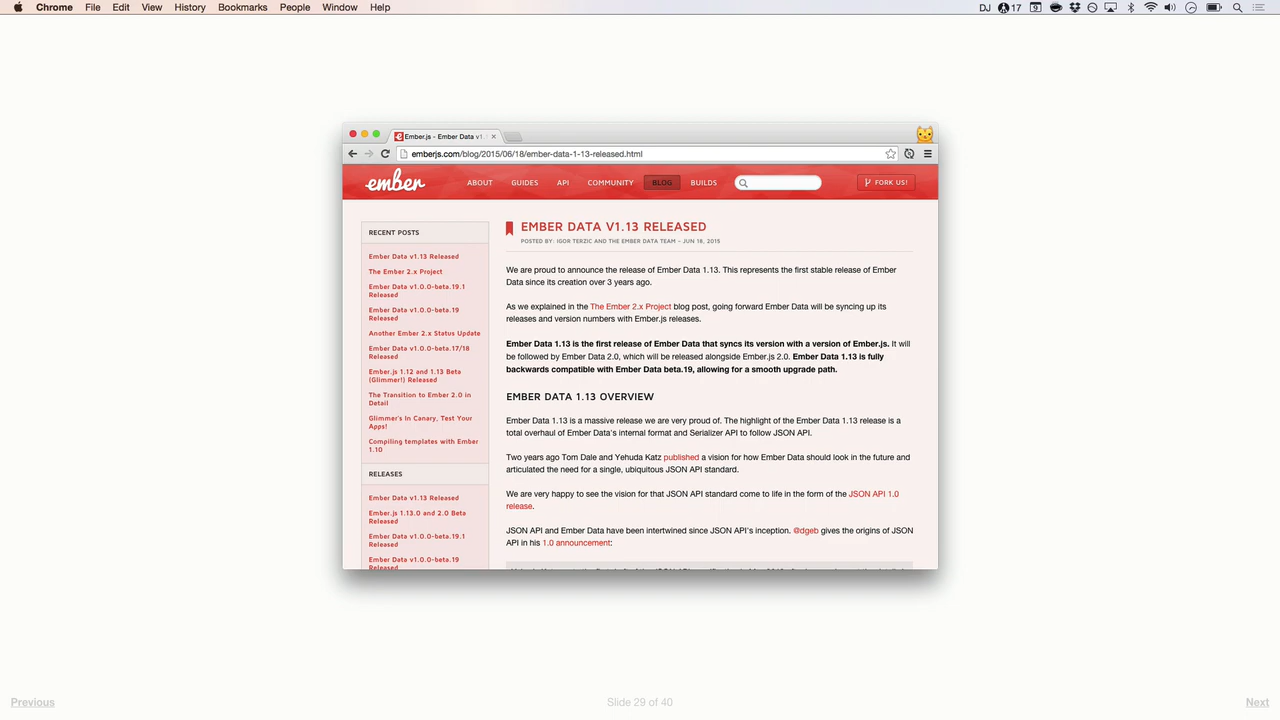 Chrome File Edit View History Bookmarks People Window Help DJ 17 9
Ember.js - Ember Data v1.
emberjs.com/blog/2015/06/18/ember-data-1-13-released.html
ember ABOUT GUIDES API COMMUNITY BLOG BUILDS FORK US!
RECENT POSTS
Ember Data v1.13 Released
The Ember 2.x Project
Ember Data v1.0.0-beta.19.1
Released
Ember Data v1.0.0-beta.19
Released
Another Ember 2.x Status Update
Ember Data v1.0.0-beta.17/18
Released
Ember.js 1.12 and 1.13 Beta
(Glimmer!) Released
The Transition to Ember 2.0 in
Detail
Glimmer's In Canary, Test Your
Apps!
Compiling templates with Ember
1.10
RELEASES
Ember Data v1.13 Released
Ember.js 1.13.0 and 2.0 Beta
Released
Ember Data v1.0.0-beta.19.1
Released
Ember Data v1.0.0-beta.19
Released
EMBER DATA V1.13 RELEASED
POSTED BY: IGOR TERZIC AND THE EMBER DATA TEAM - JUN 18, 2015
We are proud to announce the release of Ember Data 1.13. This represents the first stable release of Ember
Data since its creation over 3 years ago.
As we explained in the The Ember 2.x Project blog post, going forward Ember Data will be syncing up its
releases and version numbers with Ember.js releases.
Ember Data 1.13 is the first release of Ember Data that syncs its version with a version of Ember.js. It will
be followed by Ember Data 2.0, which will be released alongside Ember.js 2.0. Ember Data 1.13 is fully
backwards compatible with Ember Data beta.19, allowing for a smooth upgrade path.
EMBER DATA 1.13 OVERVIEW
Ember Data 1.13 is a massive release we are very proud of. The highlight of the Ember Data 1.13 release is a
total overhaul of Ember Data's internal format and Serializer API to follow JSON API.
Two years ago Tom Dale and Yehuda Katz published a vision for how Ember Data should look in the future and
articulated the need for a single, ubiquitous JSON API standard.
We are very happy to see the vision for that JSON API standard come to life in the form of the JSON API 1.0
release.
JSON API and Ember Data have been intertwined since JSON API's inception. @dgeb gives the origins of JSON
API in his 1.0 announcement:
Previous Slide 29 of 40 Next